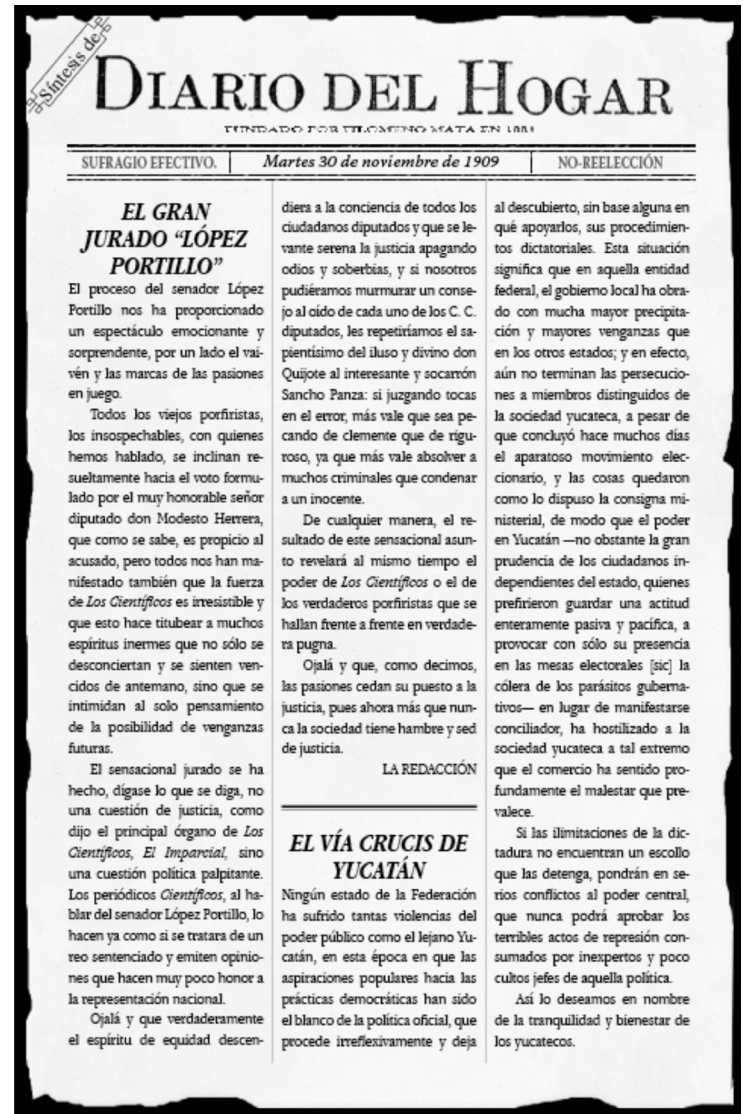 Síntesis de
DIARIO DEL HOGAR
FUNDADO POR FILOMENO MATA EN 1881
SUFRAGIO EFECTIVO.
Martes 30 de noviembre de 1909
NO-REELECCIÓN
EL GRAN
JURADO “LÓPEZ
PORTILLO”
El proceso del senador López
Portillo nos ha proporcionado
un espectáculo emocionante y
sorprendente, por un lado el vai-
vén y las marcas de las pasiones
en juego.
Todos los viejos porfiristas,
los insospechables, con quienes
hemos hablado, se inclinan re-
sueltamente hacia el voto formu-
lado por el muy honorable señor
diputado don Modesto Herrera,
que como se sabe, es propicio al
acusado, pero todos nos han ma-
nifestado también que la fuerza
de Los Científicos es irresistible y
que esto hace titubear a muchos
espíritus inermes que no sólo se
desconciertan y se sienten ven-
cidos de antemano, sino que se
intimidan al solo pensamiento
de la posibilidad de venganzas
futuras.
El sensacional jurado se ha
hecho, dígase lo que se diga, no
una cuestión de justicia, como
dijo el principal órgano de Los
Científicos, El Imparcial, sino
una cuestión política palpitante.
Los periódicos Científicos, al ha-
blar del senador López Portillo, lo
hacen ya como si se tratara de un
reo sentenciado y emiten opinio-
nes que hacen muy poco honor a
la representación nacional.
Ojalá y que verdaderamente
el espíritu de equidad descen-
diera a la conciencia de todos los
ciudadanos diputados y que se le-
vante serena la justicia apagando
odios y soberbias, y si nosotros
pudiéramos murmurar un conse-
jo al oído de cada uno de los C. C.
diputados, les repetiríamos el sa-
pientísimo del iluso y divino don
Quijote al interesante y socarrón
Sancho Panza: si juzgando tocas
en el error, más vale que sea pe-
cando de clemente que de rigu-
roso, ya que más vale absolver a
muchos criminales que condenar
a un inocente.
De cualquier manera, el re-
sultado de este sensacional asun-
to revelará al mismo tiempo el
poder de Los Científicos o el de
los verdaderos porfiristas que se
hallan frente a frente en verdade-
ra pugna.
Ojalá y que, como decimos,
las pasiones cedan su puesto a la
justicia, pues ahora más que nun-
ca la sociedad tiene hambre y sed
de justicia.
LA REDACCIÓN
EL VÍA CRUCIS DE
YUCATÁN
Ningún estado de la Federación
ha sufrido tantas violencias del
poder público como el lejano Yu-
catán, en esta época en que las
aspiraciones populares hacia las
prácticas democráticas han sido
el blanco de la política oficial, que
procede irreflexivamente y deja
al descubierto, sin base alguna en
qué apoyarlos, sus procedimien-
tos dictatoriales. Esta situación
significa que en aquella entidad
federal, el gobierno local ha obra-
do con mucha mayor precipita-
ción y mayores venganzas que
en los otros estados; y en efecto,
aún no terminan las persecucio-
nes a miembros distinguidos de
la sociedad yucateca, a pesar de
que concluyó hace muchos días
el aparatoso movimiento elec-
cionario, y las cosas quedaron
como lo dispuso la consigna mi-
nisterial, de modo que el poder
en Yucatán —no obstante la gran
prudencia de los ciudadanos in-
dependientes del estado, quienes
prefirieron guardar una actitud
enteramente pasiva y pacífica, a
provocar con sólo su presencia
en las mesas electorales [sic] la
cólera de los parásitos guberna-
tivos— en lugar de manifestarse
conciliador, ha hostilizado a la
sociedad yucateca a tal extremo
que el comercio ha sentido pro-
fundamente el malestar que pre-
valece.
Si las ilimitaciones de la dic-
tadura no encuentran un escollo
que las detenga, pondrán en se-
rios conflictos al poder central,
que nunca podrá aprobar los
terribles actos de represión con-
sumados por inexpertos y poco
cultos jefes de aquella política.
Así lo deseamos en nombre
de la tranquilidad y bienestar de
los yucatecos.